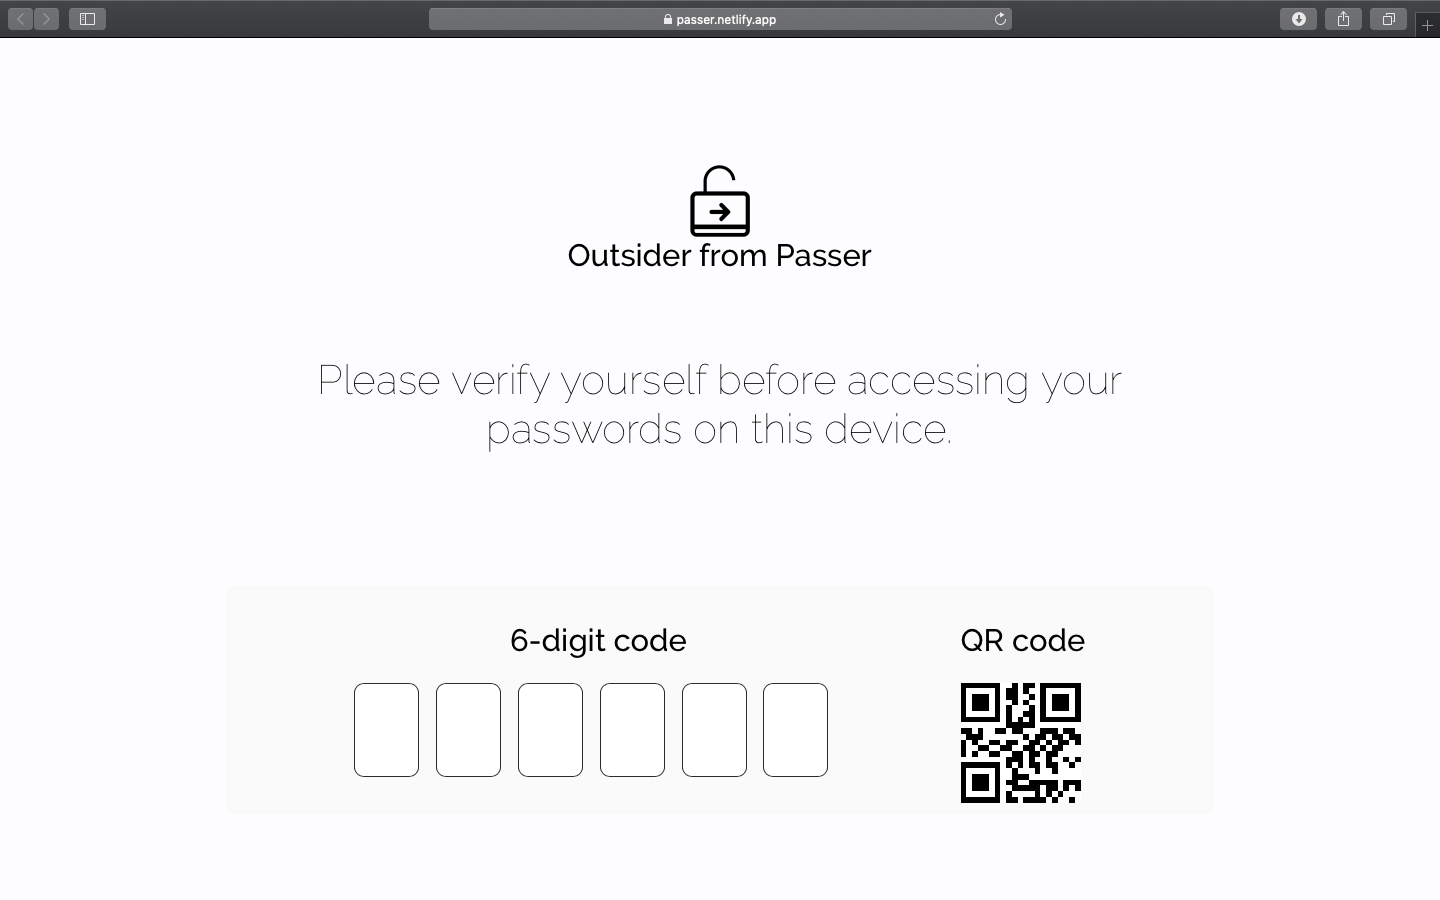 passer.netlify.app
Outsider from Passer
Please verify yourself before accessing your
passwords on this device.
6-digit code
QR code